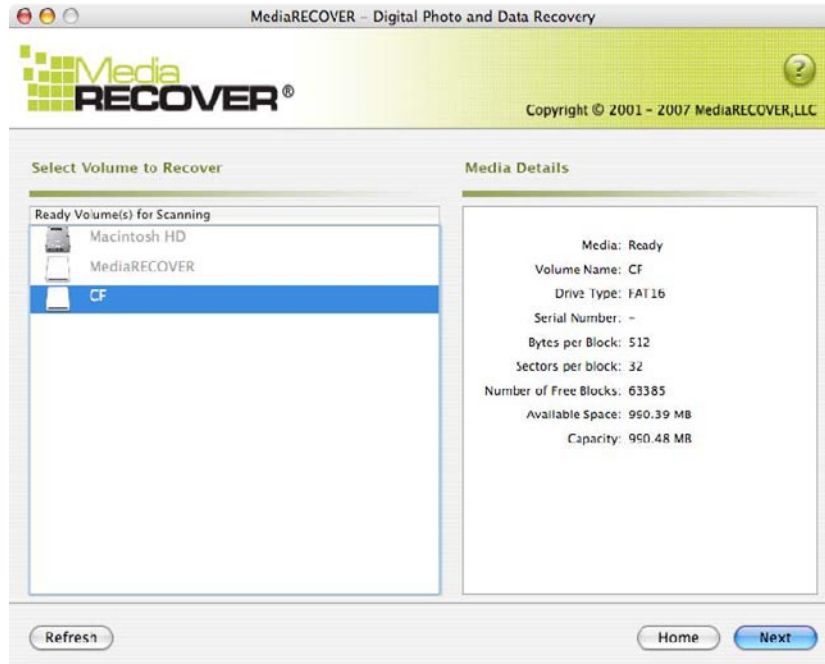 MediaRECOVER – Digital Photo and Data Recovery
Media
RECOVER®
?
Copyright © 2001 – 2007 MediaRECOVER,LLC
Select Volume to Recover
Media Details
Ready Volume(s) for Scanning
Macintosh HD
MediaRECOVER
CF
Media: Ready
Volume Name: CF
Drive Type: FAT16
Serial Number: –
Bytes per Block: 512
Sectors per block: 32
Number of Free Blocks: 63385
Available Space: 990.39 MB
Capacity: 990.48 MB
Refresh
Home
Next